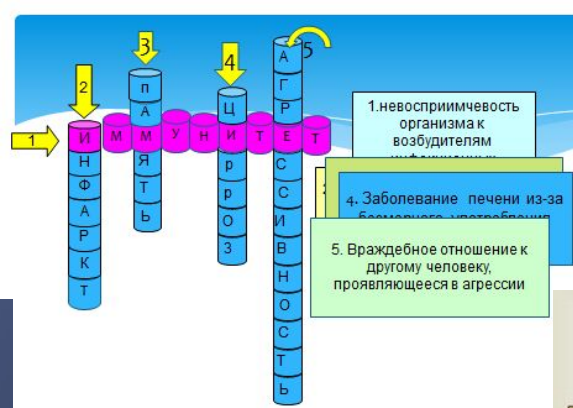 3
5
4
2
1
И М М У Н И Т Е Т
И Н Ф А Р К Т
п А М Я Т Ь
Ц И р р О З
А Г Р Е С С И В Н О С Т Ь
1.невосприимчевость
организма к
возбудителям
4. Заболевание печени из-за
5. Враждебное отношение к
другому человеку,
проявляющееся в агрессии